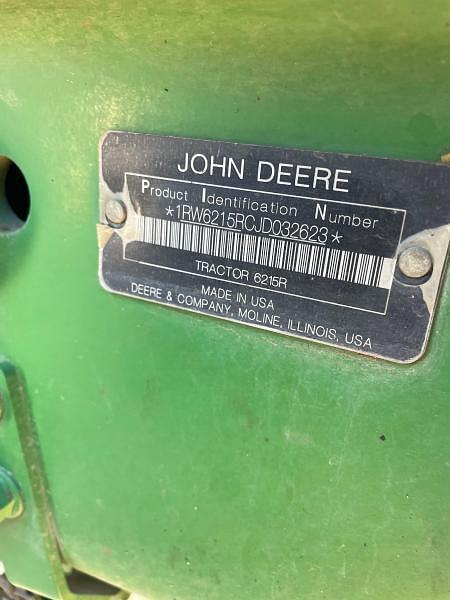 JOHN DEERE
Product Identification Number
*1RW6215RCJD032623*
TRACTOR 6215R
MADE IN USA
DEERE & COMPANY, MOLINE, ILLINOIS, USA